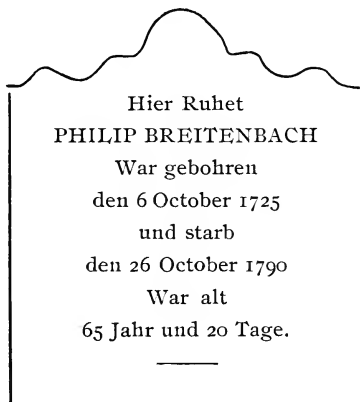 Hier Ruhet
PHILIP BREITENBACH
War gebohren
den 6 October 1725
und starb
den 26 October 1790
War alt
65 Jahr und 20 Tage.